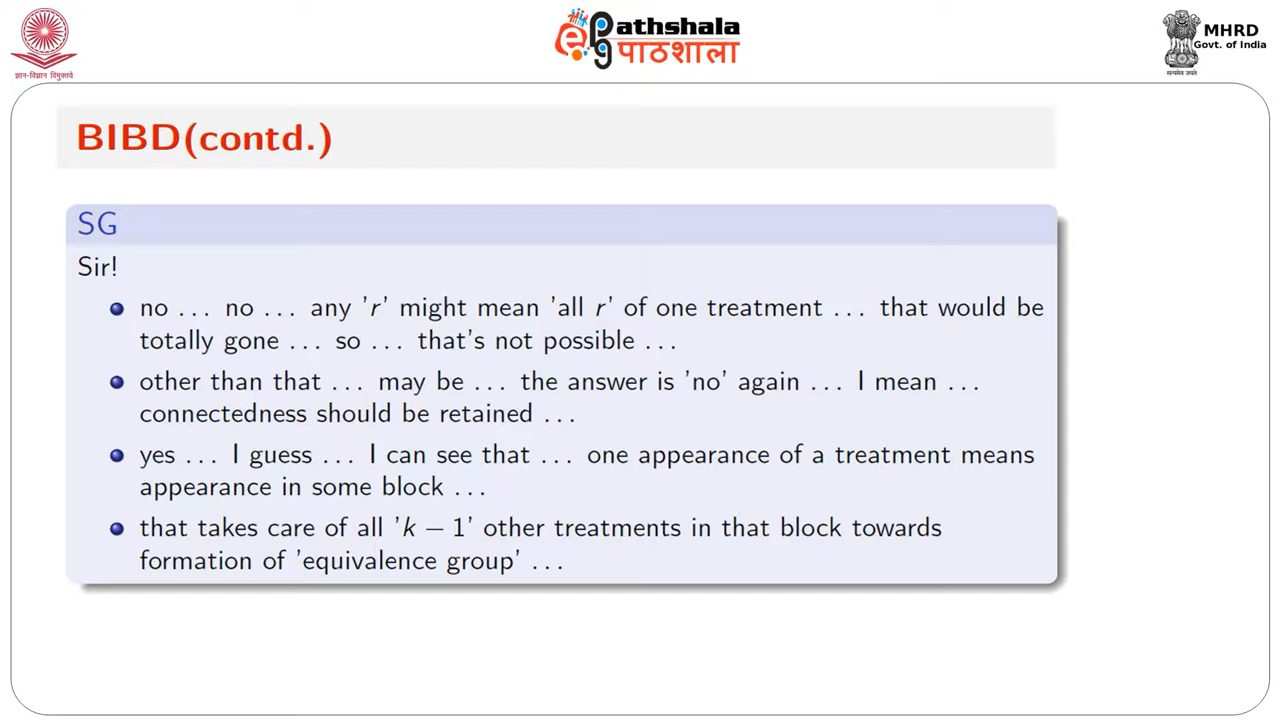 ज्ञान-विज्ञान विमुक्तये
ePG Pathshala
पाठशाला
MHRD
Govt. of India
सत्यमेव जयते
BIBD(contd.)
SG
Sir!
no ... no ... any 'r' might mean 'all r' of one treatment ... that would be
totally gone ... so ... that's not possible ...
other than that ... may be ... the answer is 'no' again ... I mean ...
connectedness should be retained ...
yes ... I guess ... I can see that ... one appearance of a treatment means
appearance in some block ...
that takes care of all 'k − 1' other treatments in that block towards
formation of 'equivalence group' ...